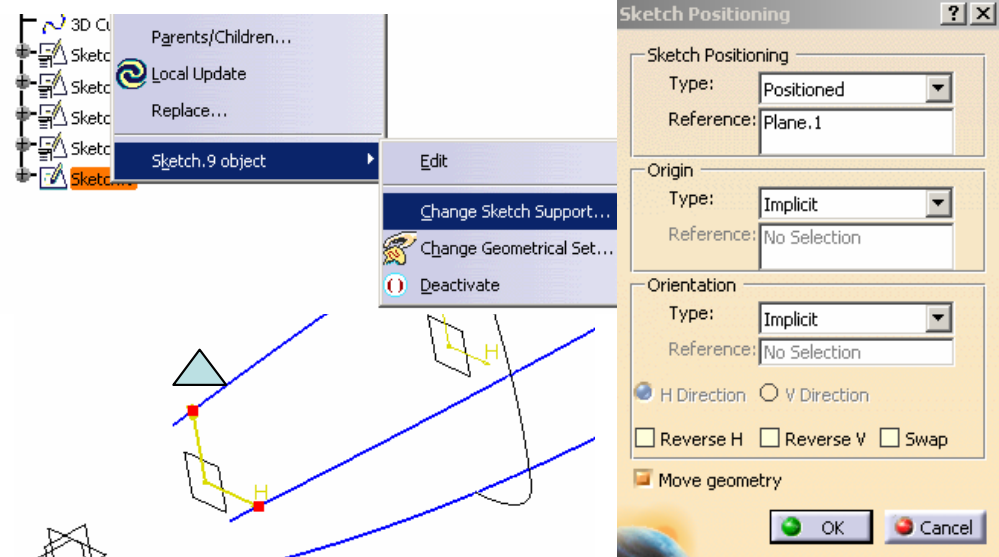 3D Cu
Parents/Children...
Local Update
Replace...
Sketc
Sketc
Sketc
Sketc
Sketc
Sketch.9 object
Edit
Change Sketch Support...
Change Geometrical Set...
Deactivate
H
H
Sketch Positioning
Sketch Positioning
Type: Positioned
Reference: Plane.1
Origin
Type: Implicit
Reference: No Selection
Orientation
Type: Implicit
Reference: No Selection
H Direction V Direction
Reverse H Reverse V Swap
Move geometry
OK Cancel